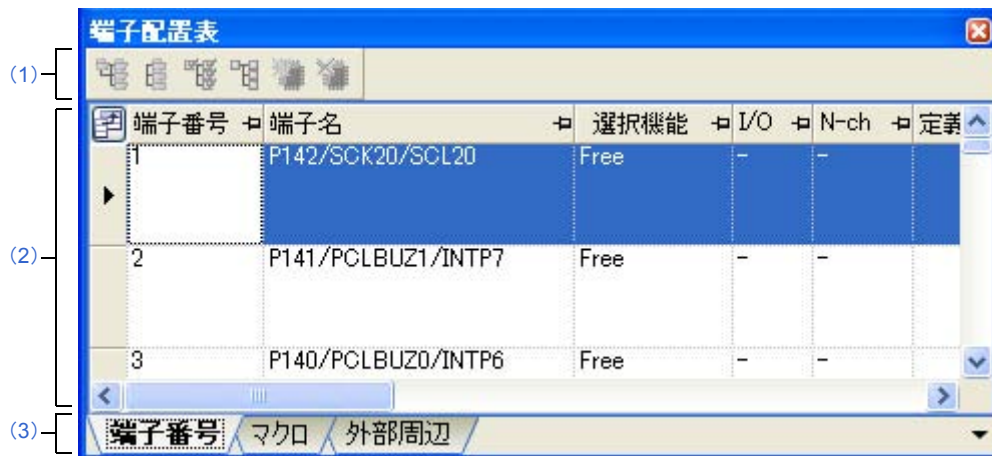 端子配置表
(1)
端子番号 端子名 選択機能 I/O N-ch 定義
1 P142/SCK20/SCL20 Free - -
(2)
2 P141/PCLBUZ1/INTP7 Free - -
3 P140/PCLBUZ0/INTP6 Free - -
(3)
端子番号 マクロ 外部周辺